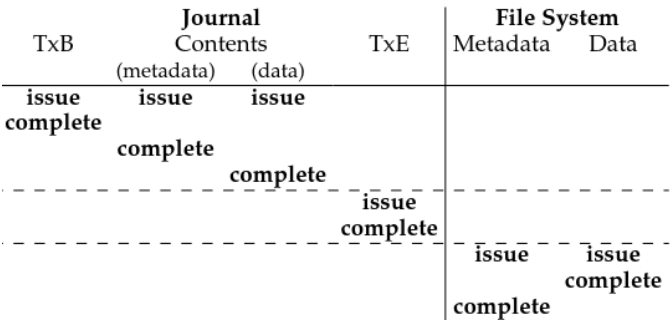 Journal File System
TxB Contents TxE Metadata Data
(metadata) (data)
issue issue issue
complete
complete
complete
issue
complete
issue issue
complete
complete